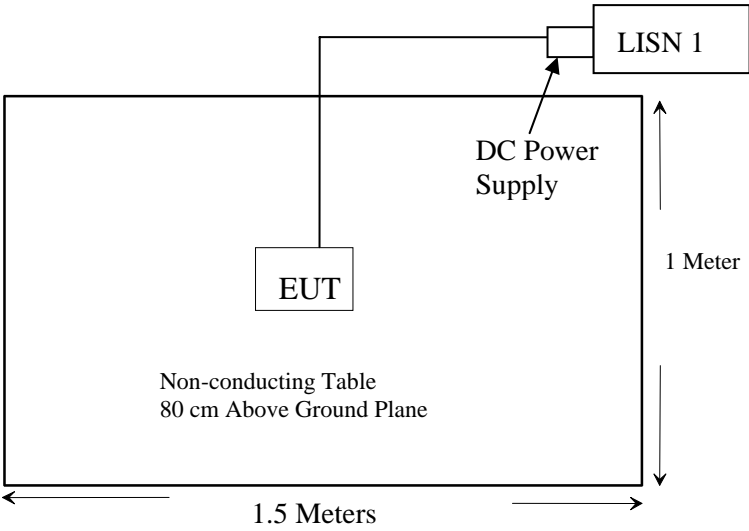 LISN 1
DC Power
Supply
1 Meter
EUT
Non-conducting Table
80 cm Above Ground Plane
1.5 Meters